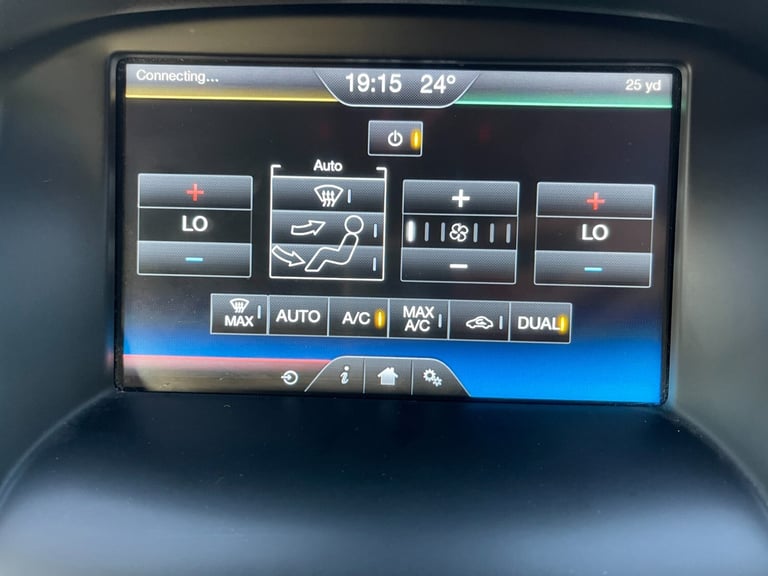 Connecting...
19:15 24°
25 yd
Auto
+
+
+
LO
LO
−
−
−
MAX
AUTO
A/C
MAX
A/C
DUAL
i